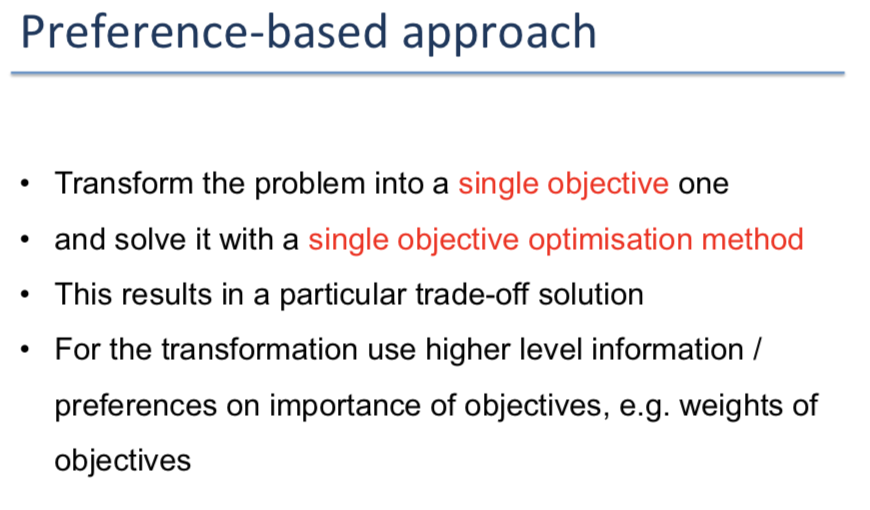 Preference-based approach
• Transform the problem into a single objective one
• and solve it with a single objective optimisation method
• This results in a particular trade-off solution
• For the transformation use higher level information /
preferences on importance of objectives, e.g. weights of
objectives